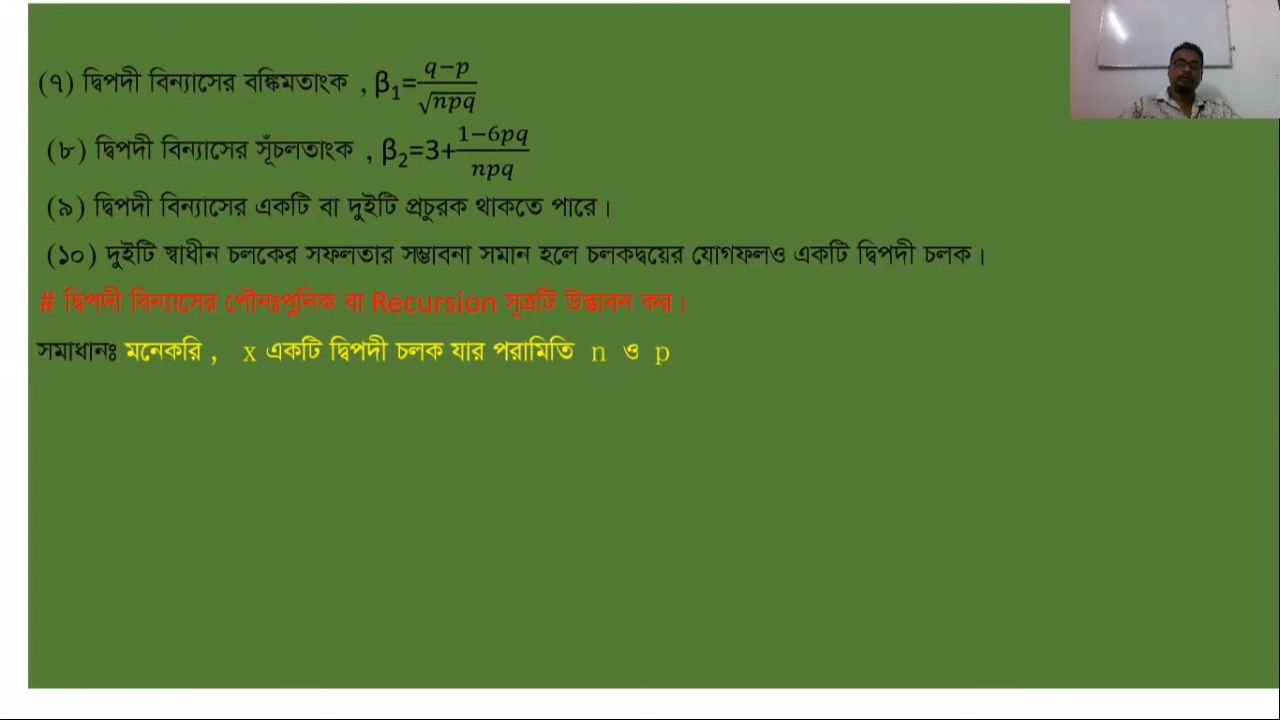 (৭) দ্বিপদী বিন্যাসের বঙ্কিমতাংক , β₁=(q−p)/√(npq)
(৮) দ্বিপদী বিন্যাসের সূঁচলতাংক , β₂=3+(1−6pq)/(npq)
(৯) দ্বিপদী বিন্যাসের একটি বা দুইটি প্রচুরক থাকতে পারে।
(১০) দুইটি স্বাধীন চলকের সফলতার সম্ভাবনা সমান হলে চলকদ্বয়ের যোগফলও একটি দ্বিপদী চলক।
# দ্বিপদী বিন্যাসের পৌনঃপুনিক বা Recursion সূত্রটি উদ্ভাবন কর।
সমাধানঃ মনেকরি , x একটি দ্বিপদী চলক যার পরামিতি n ও p